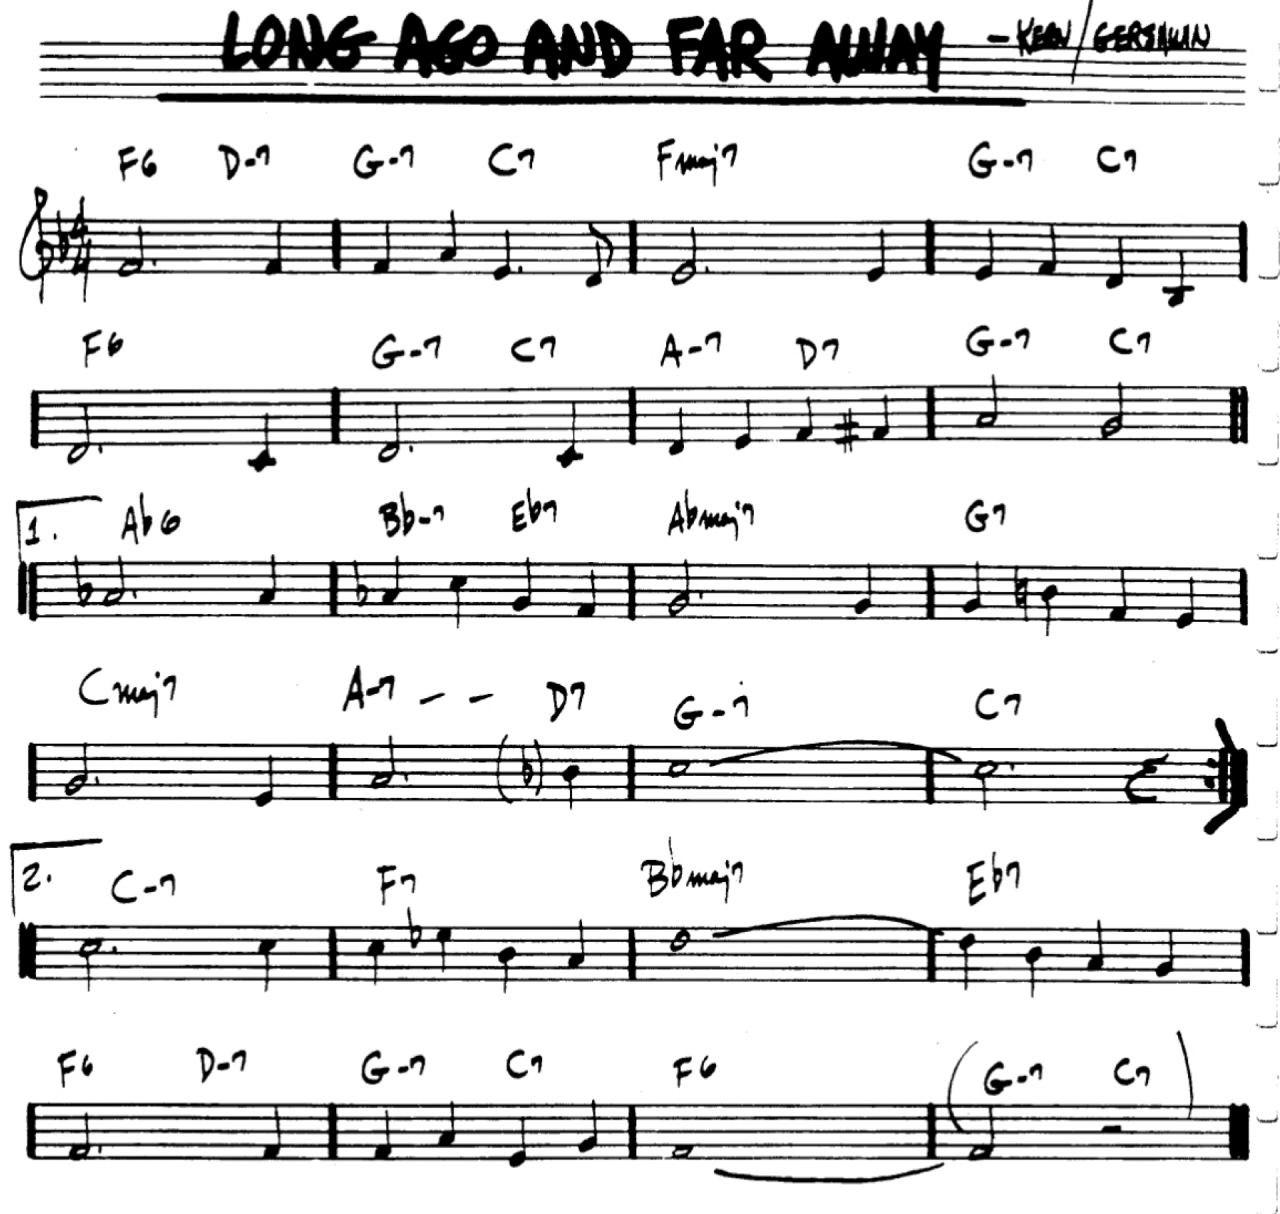 LONG AGO AND FAR AWAY - KERN / GERSHWIN
F6 D-7 G-7 C7 Fmaj7 G-7 C7
4
4
F6 G-7 C7 A-7 D7 G-7 C7
1. Ab6 Bb-7 Eb7 Abmaj7 G7
Cmaj7 A-7 - - D7 G-7 C7
(b)
2. C-7 F7 Bbmaj7 Eb7
F6 D-7 G-7 C7 F6 (G-7 C7)